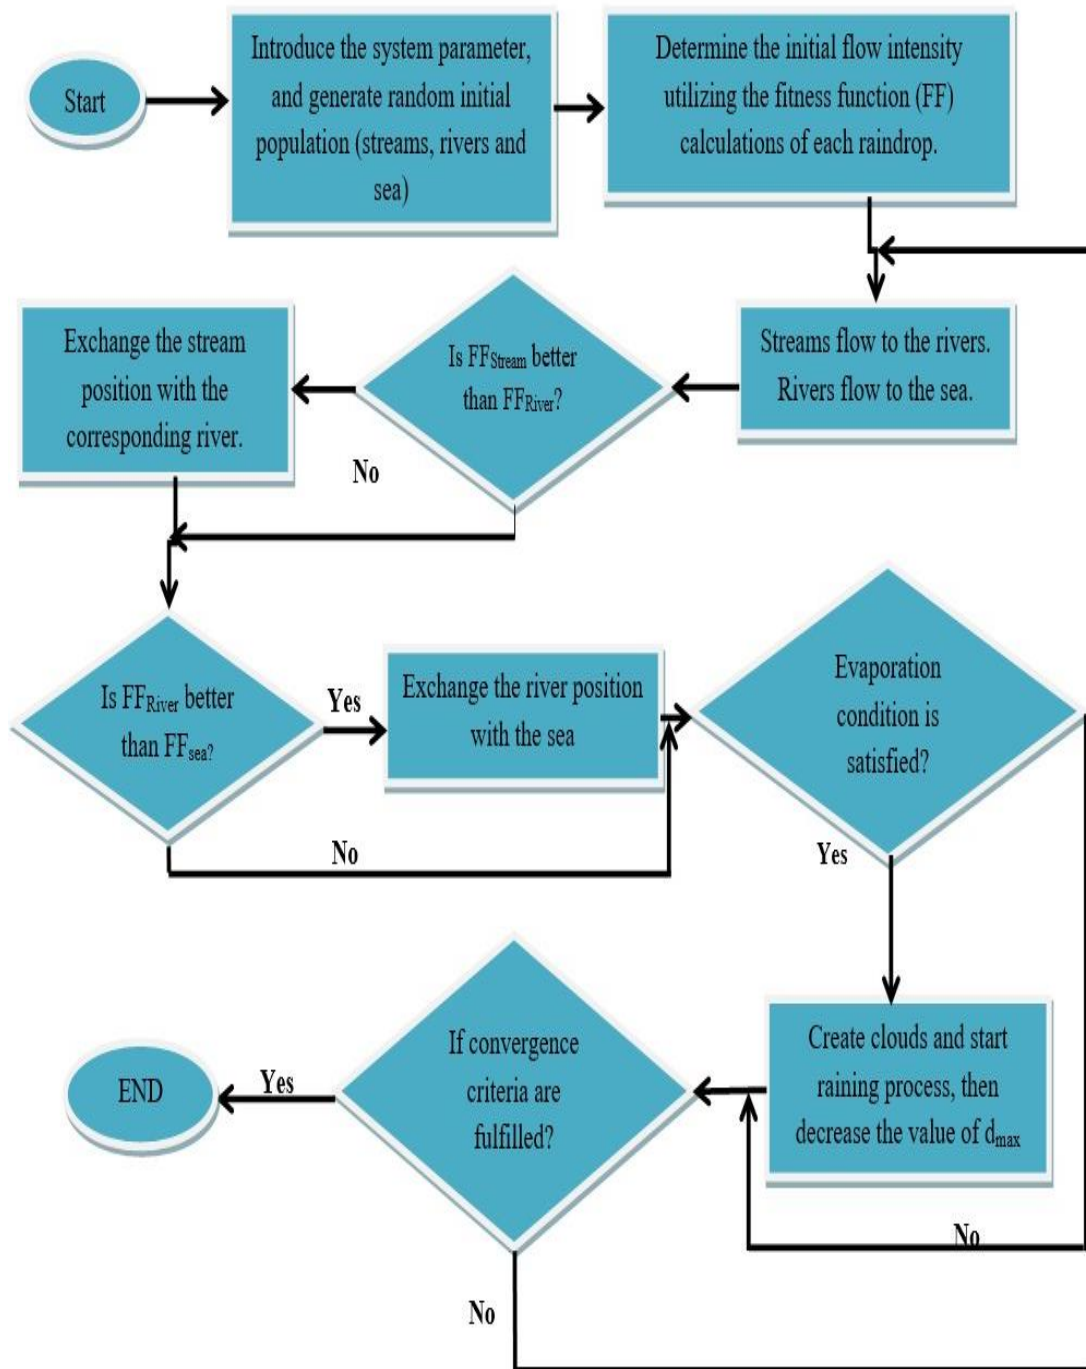 Start
Introduce the system parameter,
and generate random initial
population (streams, rivers and
sea)
Determine the initial flow intensity
utilizing the fitness function (FF)
calculations of each raindrop.
Streams flow to the rivers.
Rivers flow to the sea.
Is FFStream better
than FFRiver?
Exchange the stream
position with the
corresponding river.
No
Is FFRiver better
than FFsea?
Yes
Exchange the river position
with the sea
No
Evaporation
condition is
satisfied?
Yes
Create clouds and start
raining process, then
decrease the value of dmax
No
If convergence
criteria are
fulfilled?
Yes
END
No